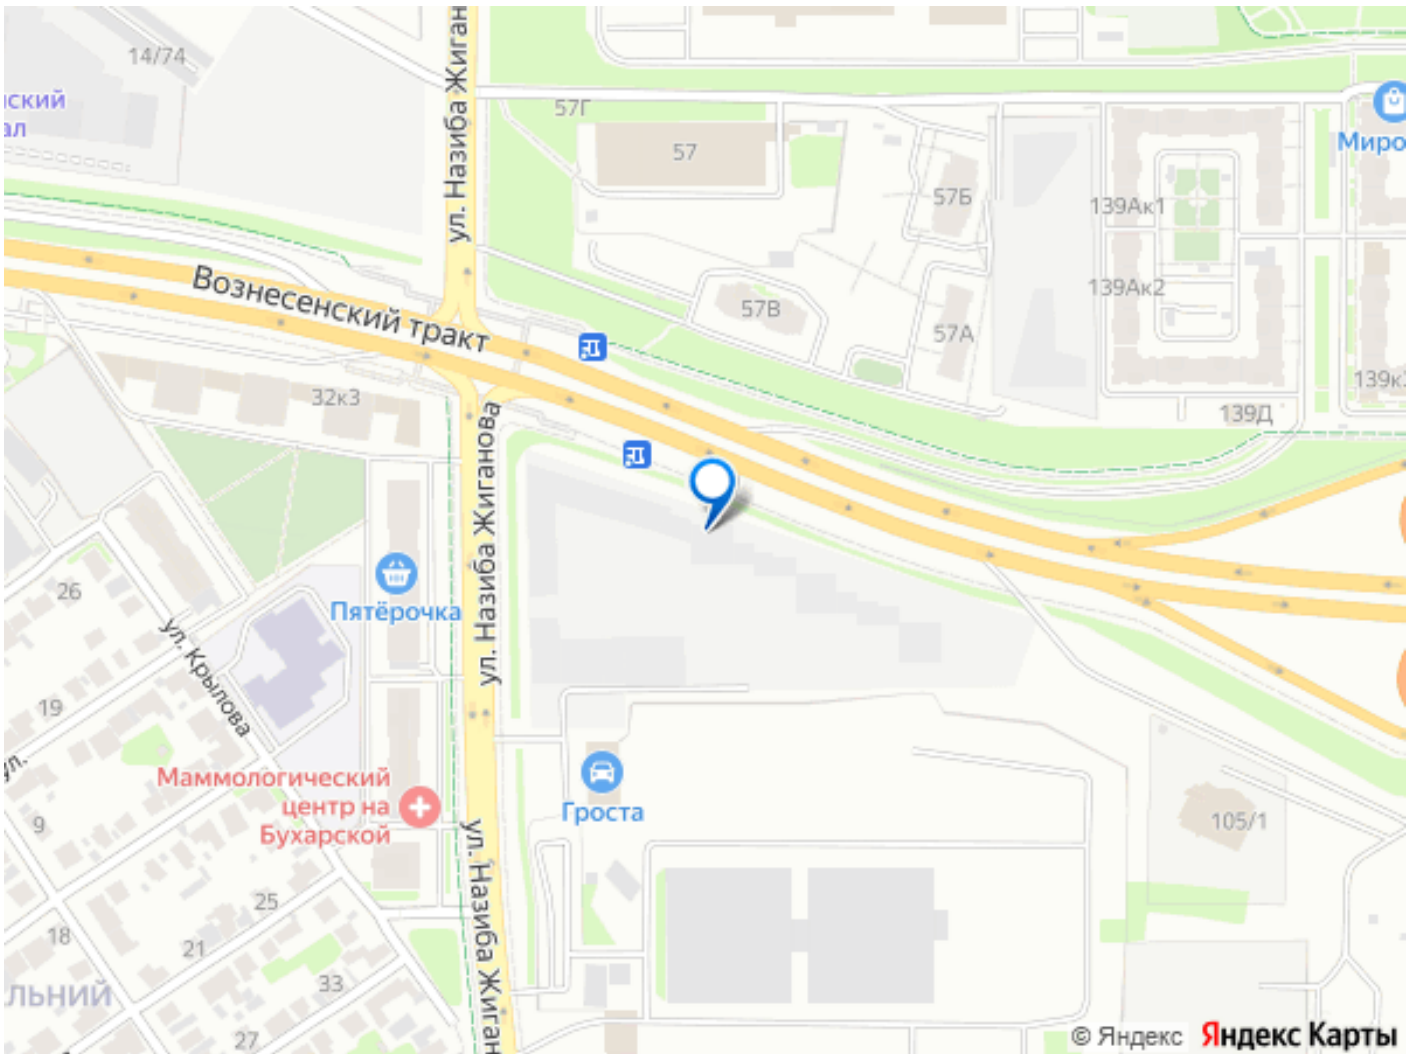 14/74
ский
ал
ул. Назиба Жиган
57Г
57
57Б
139Ак1
Миро
139Ак2
57В
57А
Вознесенский тракт
32к3
139Д
139к
ул. Назиба Жиганова
26
Пятёрочка
ул. Крылова
19
ул.
Маммологический
центр на
Бухарской
Гроста
9
105/1
ул. Назиба Жиган
25
18
21
33
льний
27
© Яндекс Яндекс Карты